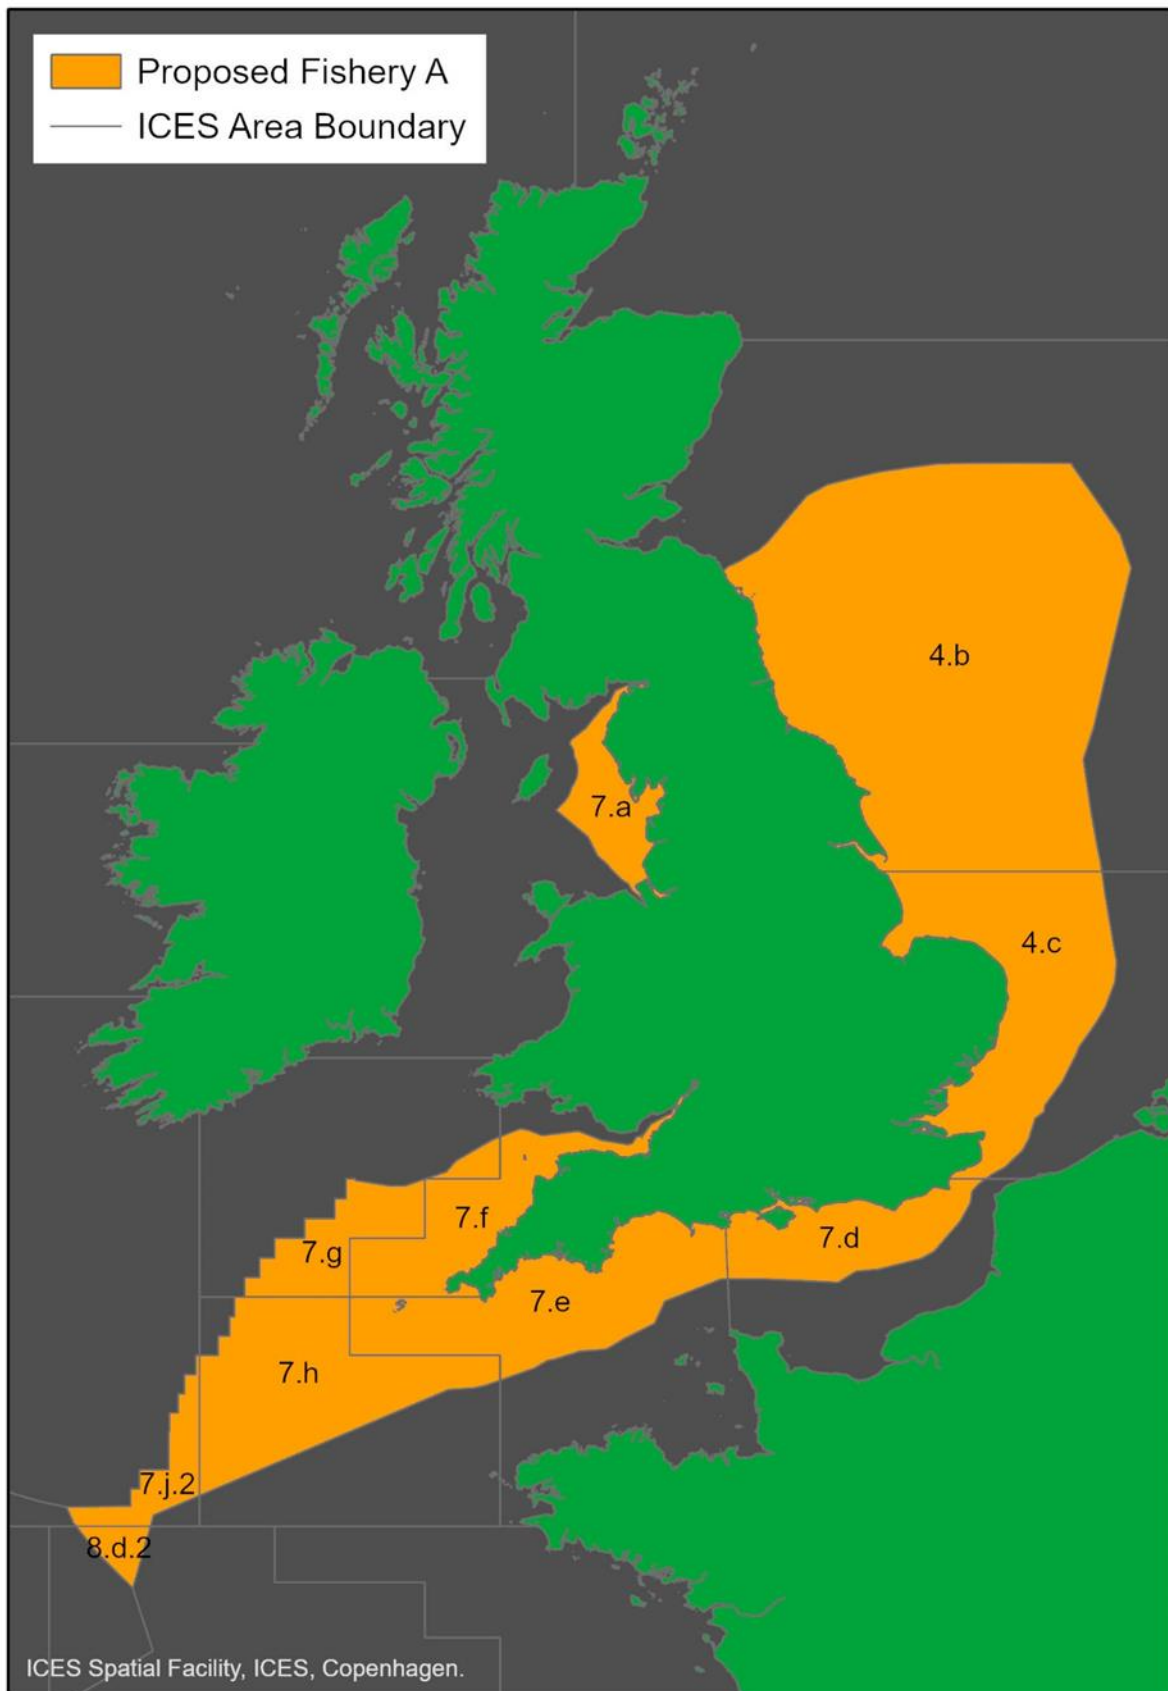 Proposed Fishery A
ICES Area Boundary
4.b
7.a
4.c
7.f
7.d
7.g
7.e
7.h
7.j.2
8.d.2
ICES Spatial Facility, ICES, Copenhagen.